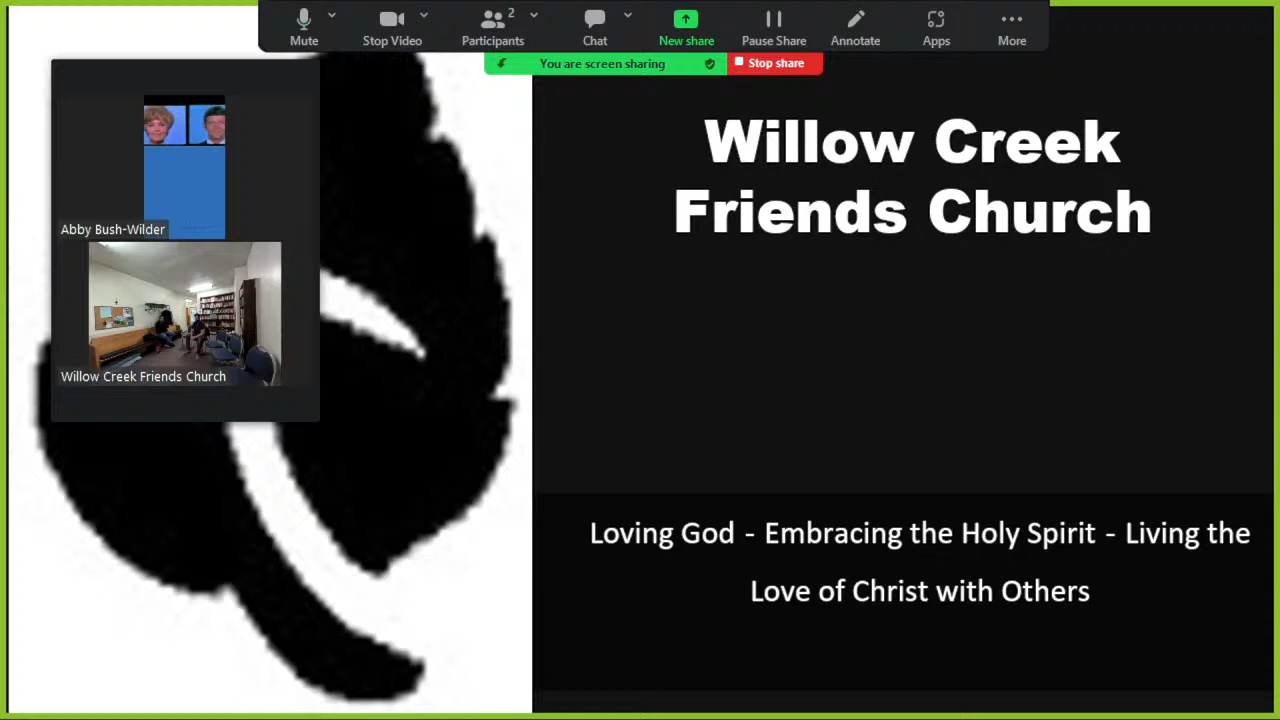 2
Mute
Stop Video
Participants
Chat
New share
Pause Share
Annotate
Apps
More
You are screen sharing
Stop share
Willow Creek
Friends Church
Abby Bush-Wilder
Willow Creek Friends Church
Loving God - Embracing the Holy Spirit - Living the
Love of Christ with Others